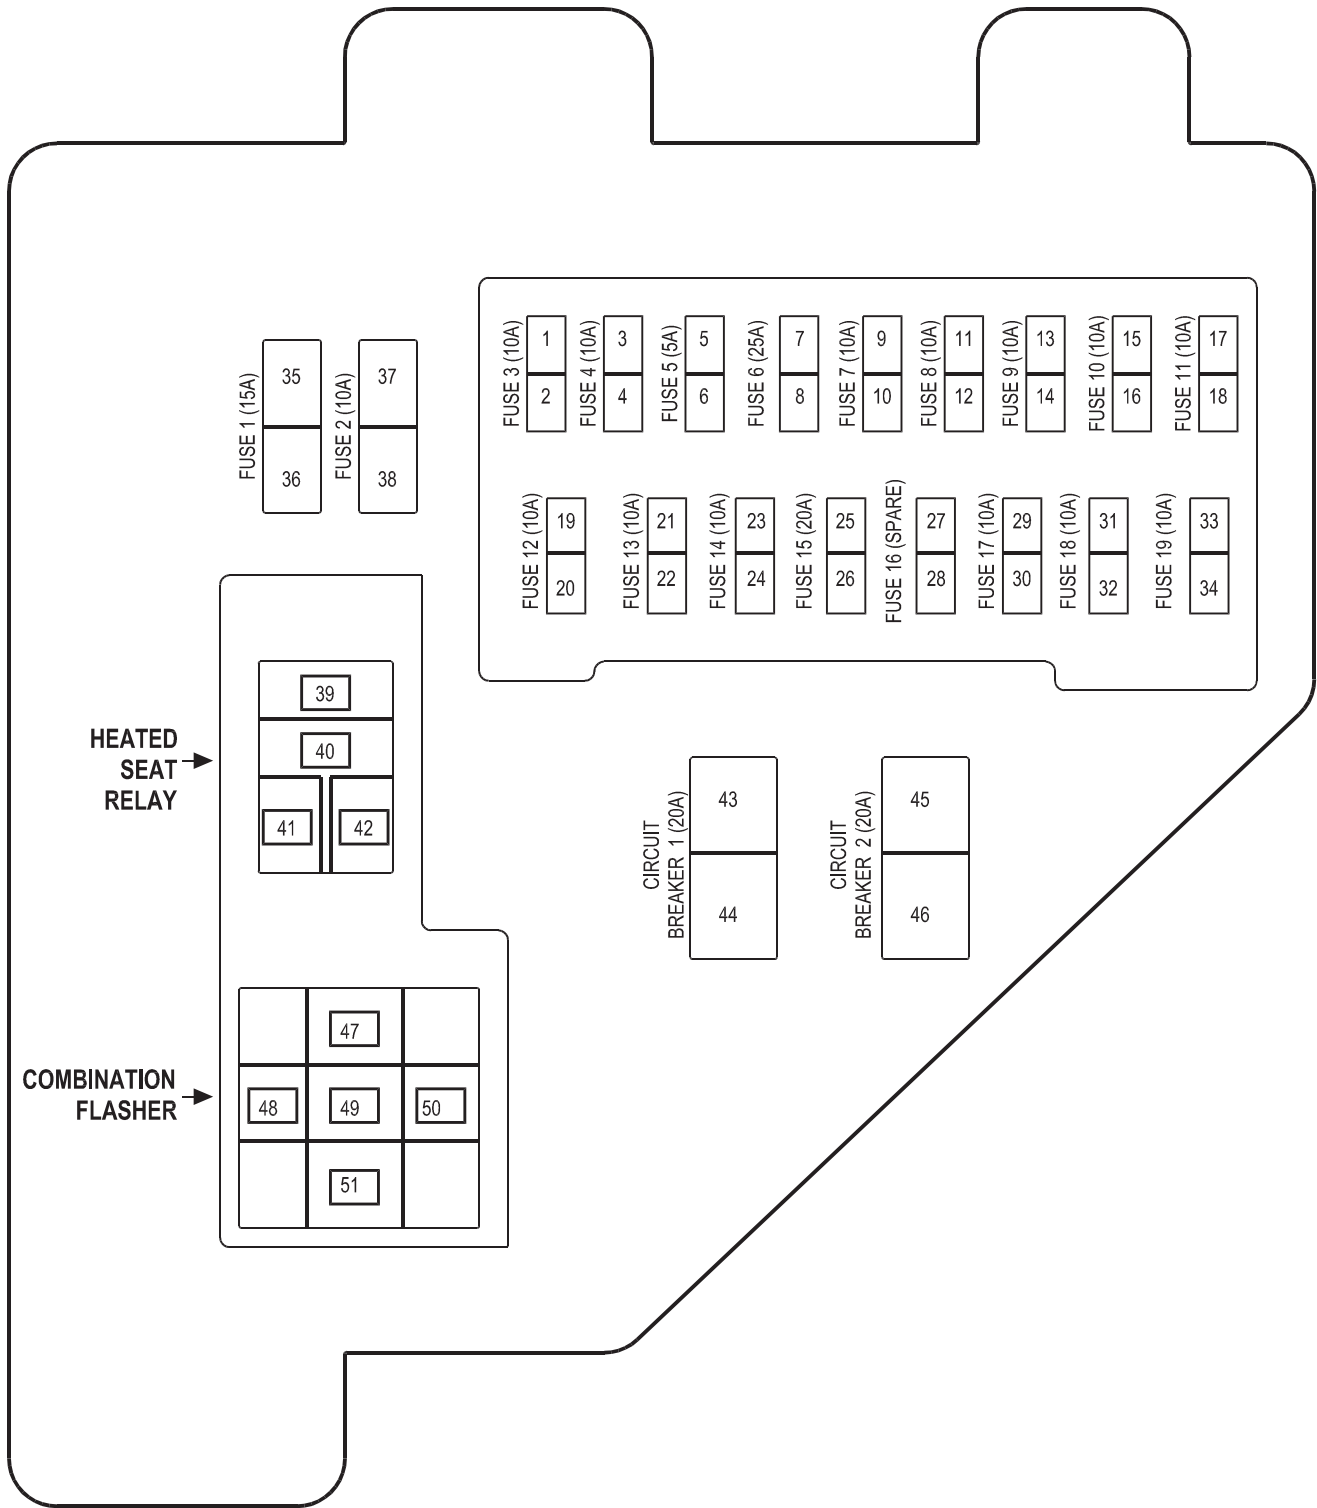 FUSE 3 (10A)
1
2
FUSE 4 (10A)
3
4
FUSE 5 (5A)
5
6
FUSE 6 (25A)
7
8
FUSE 7 (10A)
9
10
FUSE 8 (10A)
11
12
FUSE 9 (10A)
13
14
FUSE 10 (10A)
15
16
FUSE 11 (10A)
17
18
FUSE 1 (15A)
35
36
FUSE 2 (10A)
37
38
FUSE 12 (10A)
19
20
FUSE 13 (10A)
21
22
FUSE 14 (10A)
23
24
FUSE 15 (20A)
25
26
FUSE 16 (SPARE)
27
28
FUSE 17 (10A)
29
30
FUSE 18 (10A)
31
32
FUSE 19 (10A)
33
34
HEATED
SEAT
RELAY
39
40
41
42
CIRCUIT
BREAKER 1 (20A)
43
44
CIRCUIT
BREAKER 2 (20A)
45
46
COMBINATION
FLASHER
47
48
49
50
51